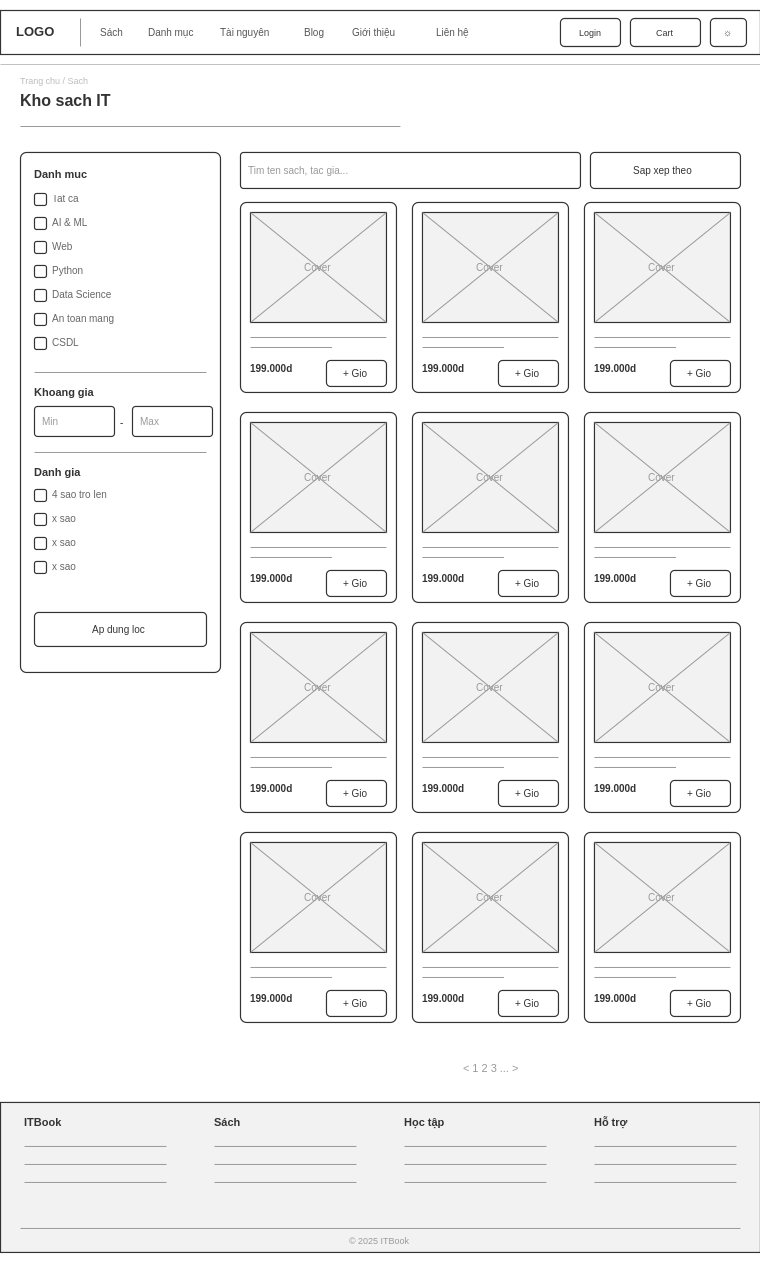 LOGO Sách Danh mục Tài nguyên Blog Giới thiệu Liên hệ Login Cart ☼
Trang chu / Sach
Kho sach IT
Danh muc
Tat ca
AI & ML
Web
Python
Data Science
An toan mang
CSDL
Khoang gia
Min - Max
Danh gia
4 sao tro len
x sao
x sao
x sao
Ap dung loc
Tim ten sach, tac gia... Sap xep theo
Cover Cover Cover
199.000d + Gio 199.000d + Gio 199.000d + Gio
Cover Cover Cover
199.000d + Gio 199.000d + Gio 199.000d + Gio
Cover Cover Cover
199.000d + Gio 199.000d + Gio 199.000d + Gio
Cover Cover Cover
199.000d + Gio 199.000d + Gio 199.000d + Gio
< 1 2 3 ... >
ITBook Sách Học tập Hỗ trợ
© 2025 ITBook